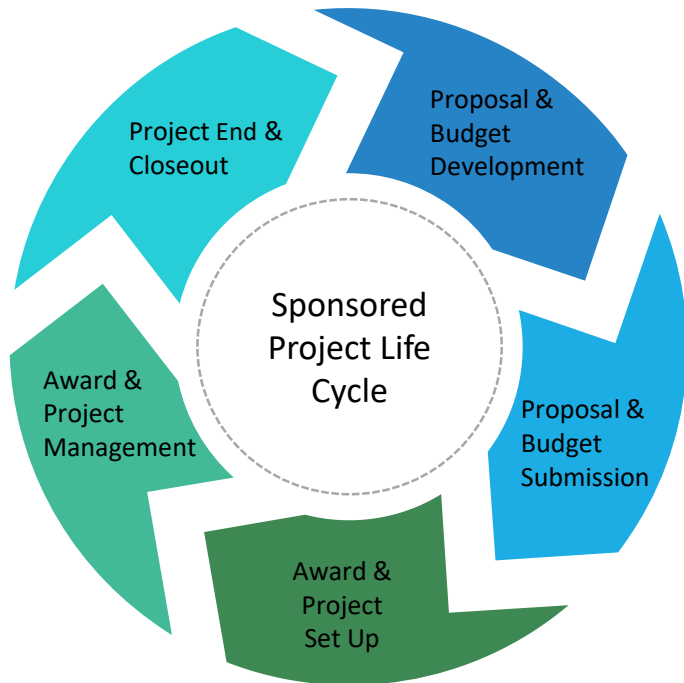 Sponsored
Project Life
Cycle
Proposal &
Budget
Development
Proposal &
Budget
Submission
Award &
Project
Set Up
Award &
Project
Management
Project End &
Closeout